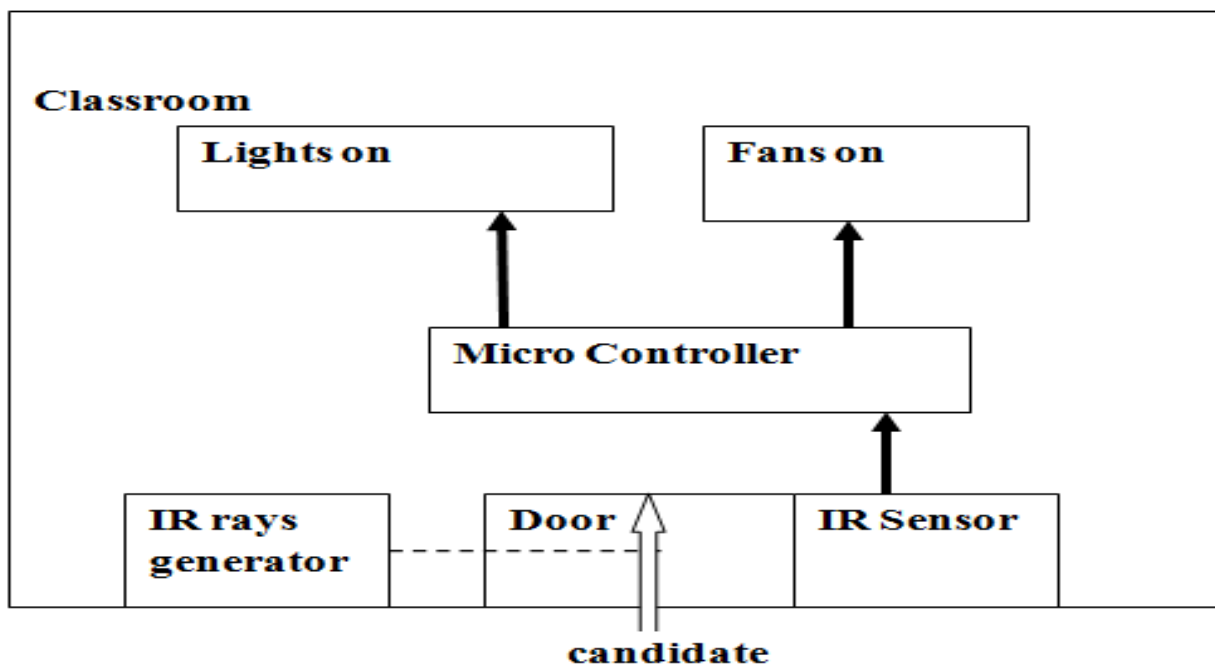 Classroom
Lights on
Fans on
Micro Controller
IR rays
generator
Door
IR Sensor
candidate